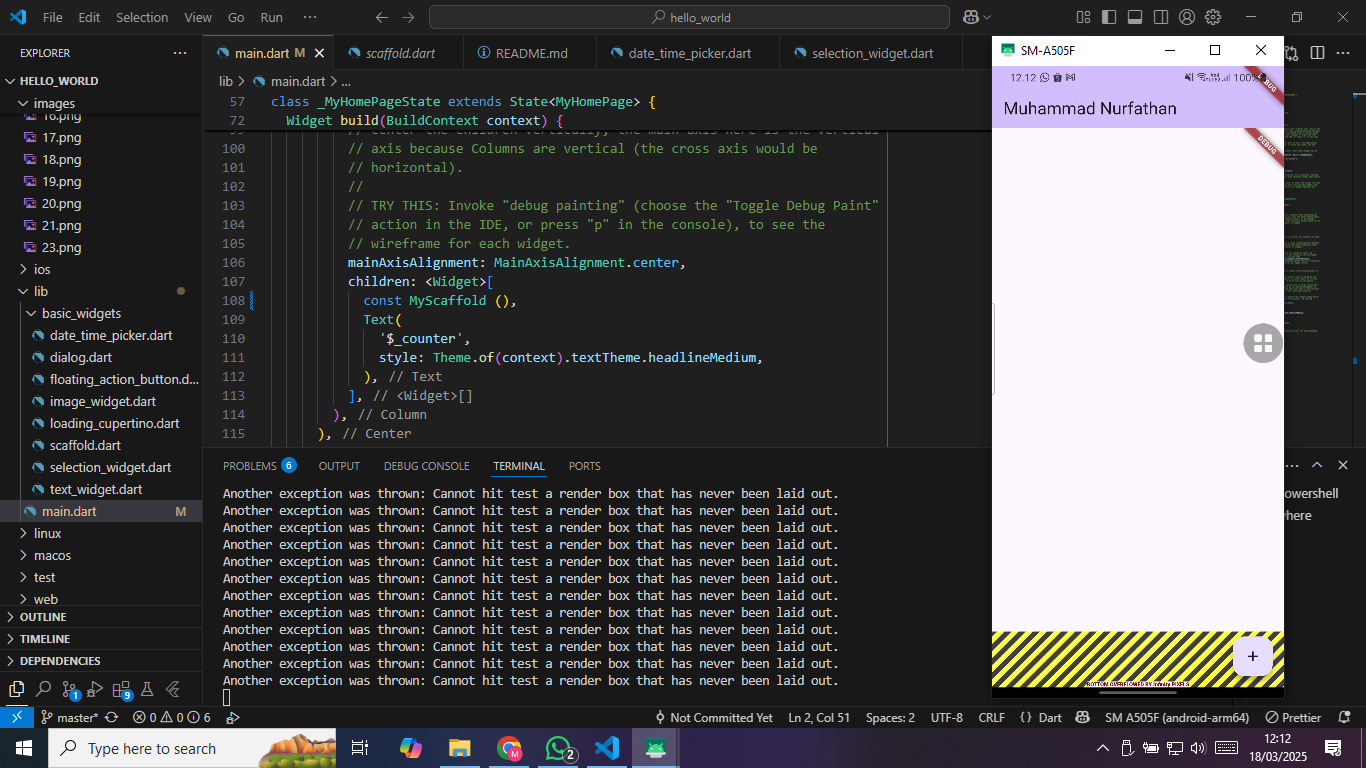 File Edit Selection View Go Run ··· hello_world
EXPLORER
HELLO_WORLD
images
16.png
17.png
18.png
19.png
20.png
21.png
23.png
ios
lib
basic_widgets
date_time_picker.dart
dialog.dart
floating_action_button.d...
image_widget.dart
loading_cupertino.dart
scaffold.dart
selection_widget.dart
text_widget.dart
main.dart M
linux
macos
test
web
OUTLINE
TIMELINE
DEPENDENCIES
1
9
main.dart M scaffold.dart README.md date_time_picker.dart selection_widget.dart
lib > main.dart > ...
57 class _MyHomePageState extends State<MyHomePage> {
72 Widget build(BuildContext context) {
99 // center the children vertically; the main axis here is the vertical
100 // axis because Columns are vertical (the cross axis would be
101 // horizontal).
102 //
103 // TRY THIS: Invoke "debug painting" (choose the "Toggle Debug Paint"
104 // action in the IDE, or press "p" in the console), to see the
105 // wireframe for each widget.
106 mainAxisAlignment: MainAxisAlignment.center,
107 children: <Widget>[
108 const MyScaffold (),
109 Text(
110 '$_counter',
111 style: Theme.of(context).textTheme.headlineMedium,
112 ), // Text
113 ], // <Widget>[]
114 ), // Column
115 ), // Center
PROBLEMS 6 OUTPUT DEBUG CONSOLE TERMINAL PORTS
Another exception was thrown: Cannot hit test a render box that has never been laid out.
Another exception was thrown: Cannot hit test a render box that has never been laid out.
Another exception was thrown: Cannot hit test a render box that has never been laid out.
Another exception was thrown: Cannot hit test a render box that has never been laid out.
Another exception was thrown: Cannot hit test a render box that has never been laid out.
Another exception was thrown: Cannot hit test a render box that has never been laid out.
Another exception was thrown: Cannot hit test a render box that has never been laid out.
Another exception was thrown: Cannot hit test a render box that has never been laid out.
Another exception was thrown: Cannot hit test a render box that has never been laid out.
Another exception was thrown: Cannot hit test a render box that has never been laid out.
Another exception was thrown: Cannot hit test a render box that has never been laid out.
Another exception was thrown: Cannot hit test a render box that has never been laid out.
owershell
here
SM-A505F
12.12 100%
Muhammad Nurfathan
DEBUG
BOTTOM OVERFLOWED BY Infinity PIXELS
+
master* 0 0 6 Not Committed Yet Ln 2, Col 51 Spaces: 2 UTF-8 CRLF {} Dart SM A505F (android-arm64) Prettier
Type here to search
M
2
12:12
18/03/2025